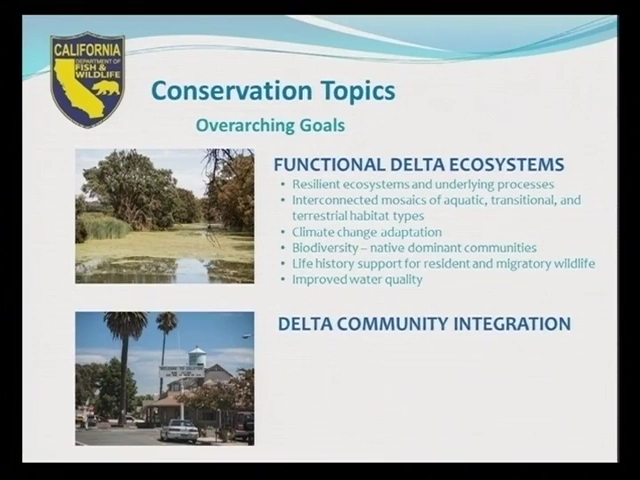 CALIFORNIA
DEPARTMENT OF
FISH &
WILDLIFE
Conservation Topics
Overarching Goals
FUNCTIONAL DELTA ECOSYSTEMS
• Resilient ecosystems and underlying processes
• Interconnected mosaics of aquatic, transitional, and
terrestrial habitat types
• Climate change adaptation
• Biodiversity – native dominant communities
• Life history support for resident and migratory wildlife
• Improved water quality
DELTA COMMUNITY INTEGRATION